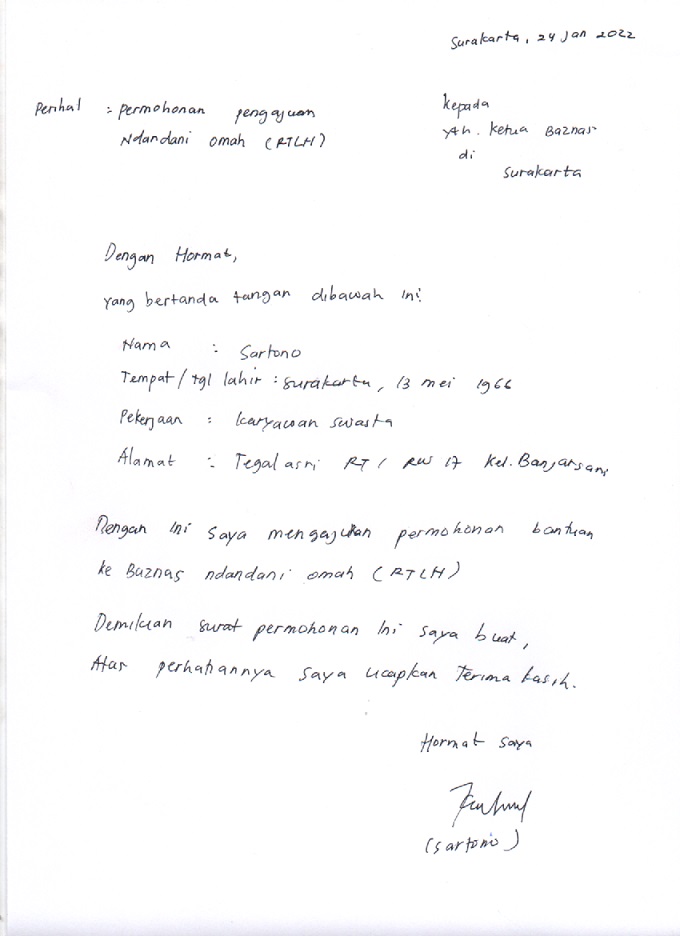 Surakarta, 24 Jan 2022
Perihal : permohonan pengajuan
Ndandani omah (RTLH)
kepada
Yth. Ketua Baznas
di
Surakarta
Dengan Hormat,
yang bertanda tangan dibawah ini:
Nama : Sartono
Tempat/tgl lahir : surakarta, 13 mei 1966
Pekerjaan : karyawan swasta
Alamat : Tegalasri RT 1 RW 17 Kel. Banjarsari
Dengan Ini saya mengajukan permohonan bantuan
ke Baznas ndandani omah (RTLH)
Demikian surat permohonan Ini saya buat,
Atas perhatiannya saya ucapkan Terima kasih.
Hormat saya
(Sartono)